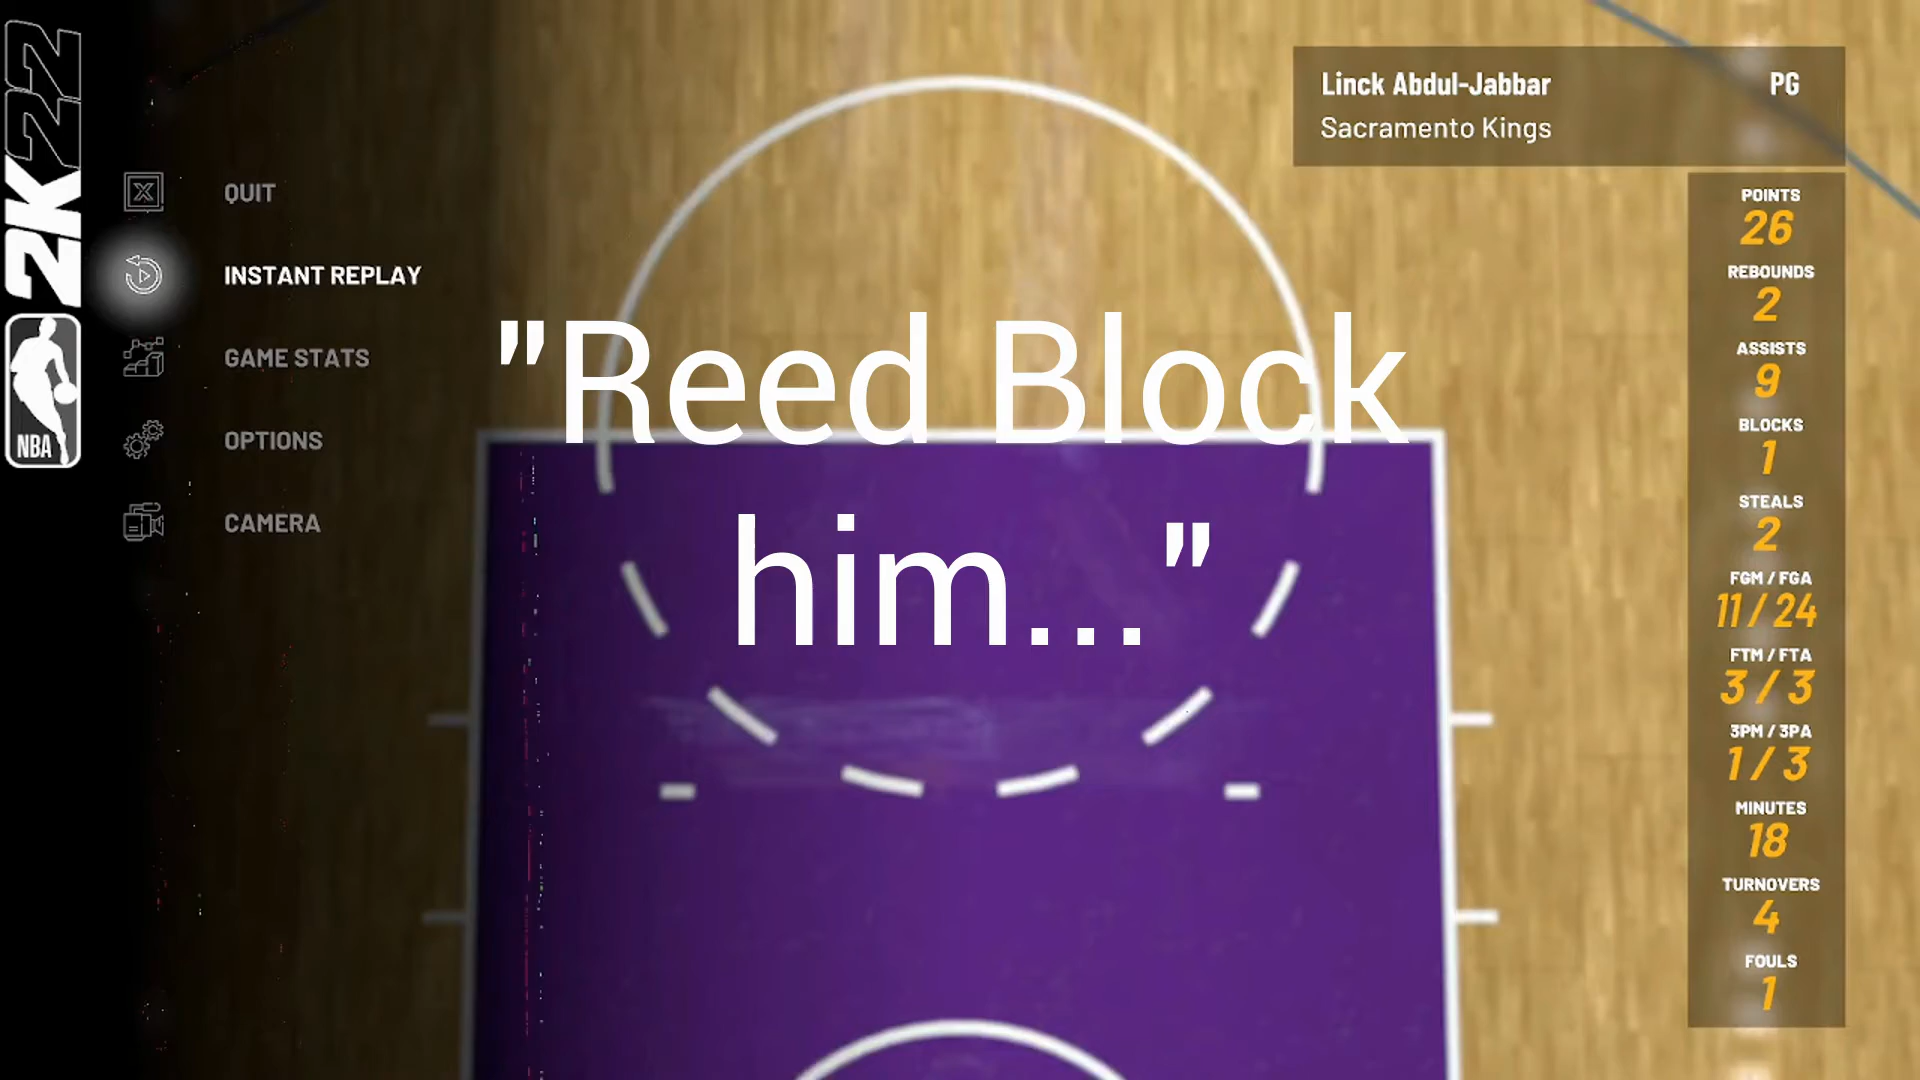 2K22
NBA
QUIT
INSTANT REPLAY
GAME STATS
OPTIONS
CAMERA
"Reed Block
him..."
Linck Abdul-Jabbar PG
Sacramento Kings
POINTS
26
REBOUNDS
2
ASSISTS
9
BLOCKS
1
STEALS
2
FGM / FGA
11 / 24
FTM / FTA
3 / 3
3PM / 3PA
1 / 3
MINUTES
18
TURNOVERS
4
FOULS
1